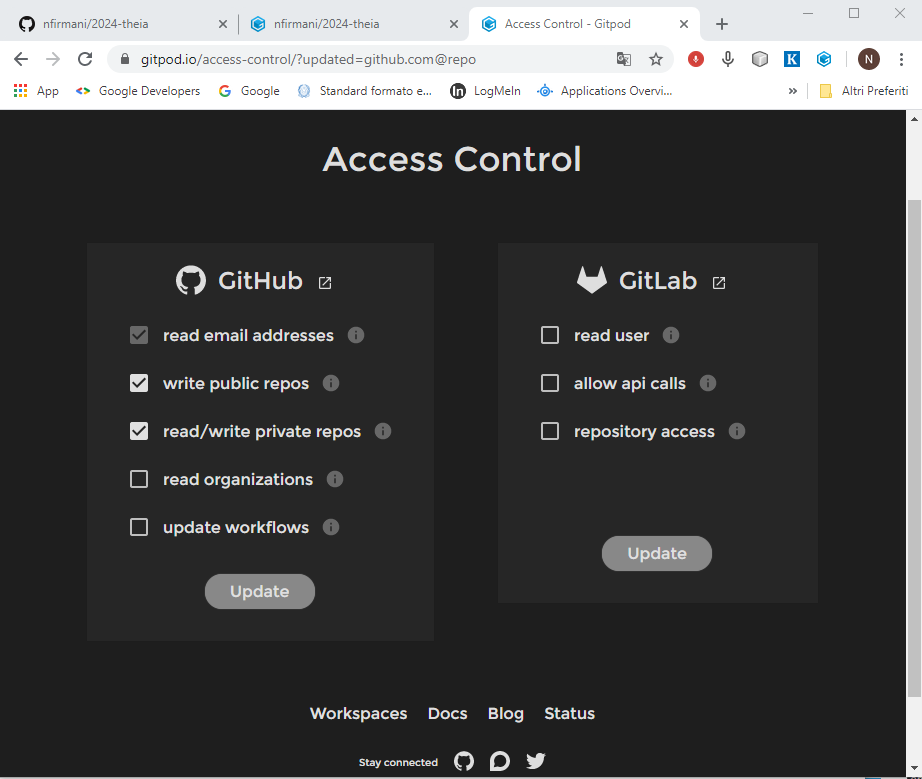 nfirmani/2024-theia
nfirmani/2024-theia
Access Control - Gitpod
gitpod.io/access-control/?updated=github.com@repo
K
N
App
Google Developers
Google
Standard formato e...
In
LogMeIn
Applications Overvi...
»
Altri Preferiti
Access Control
GitHub
read email addresses
write public repos
read/write private repos
read organizations
update workflows
Update
GitLab
read user
allow api calls
repository access
Update
Workspaces
Docs
Blog
Status
Stay connected